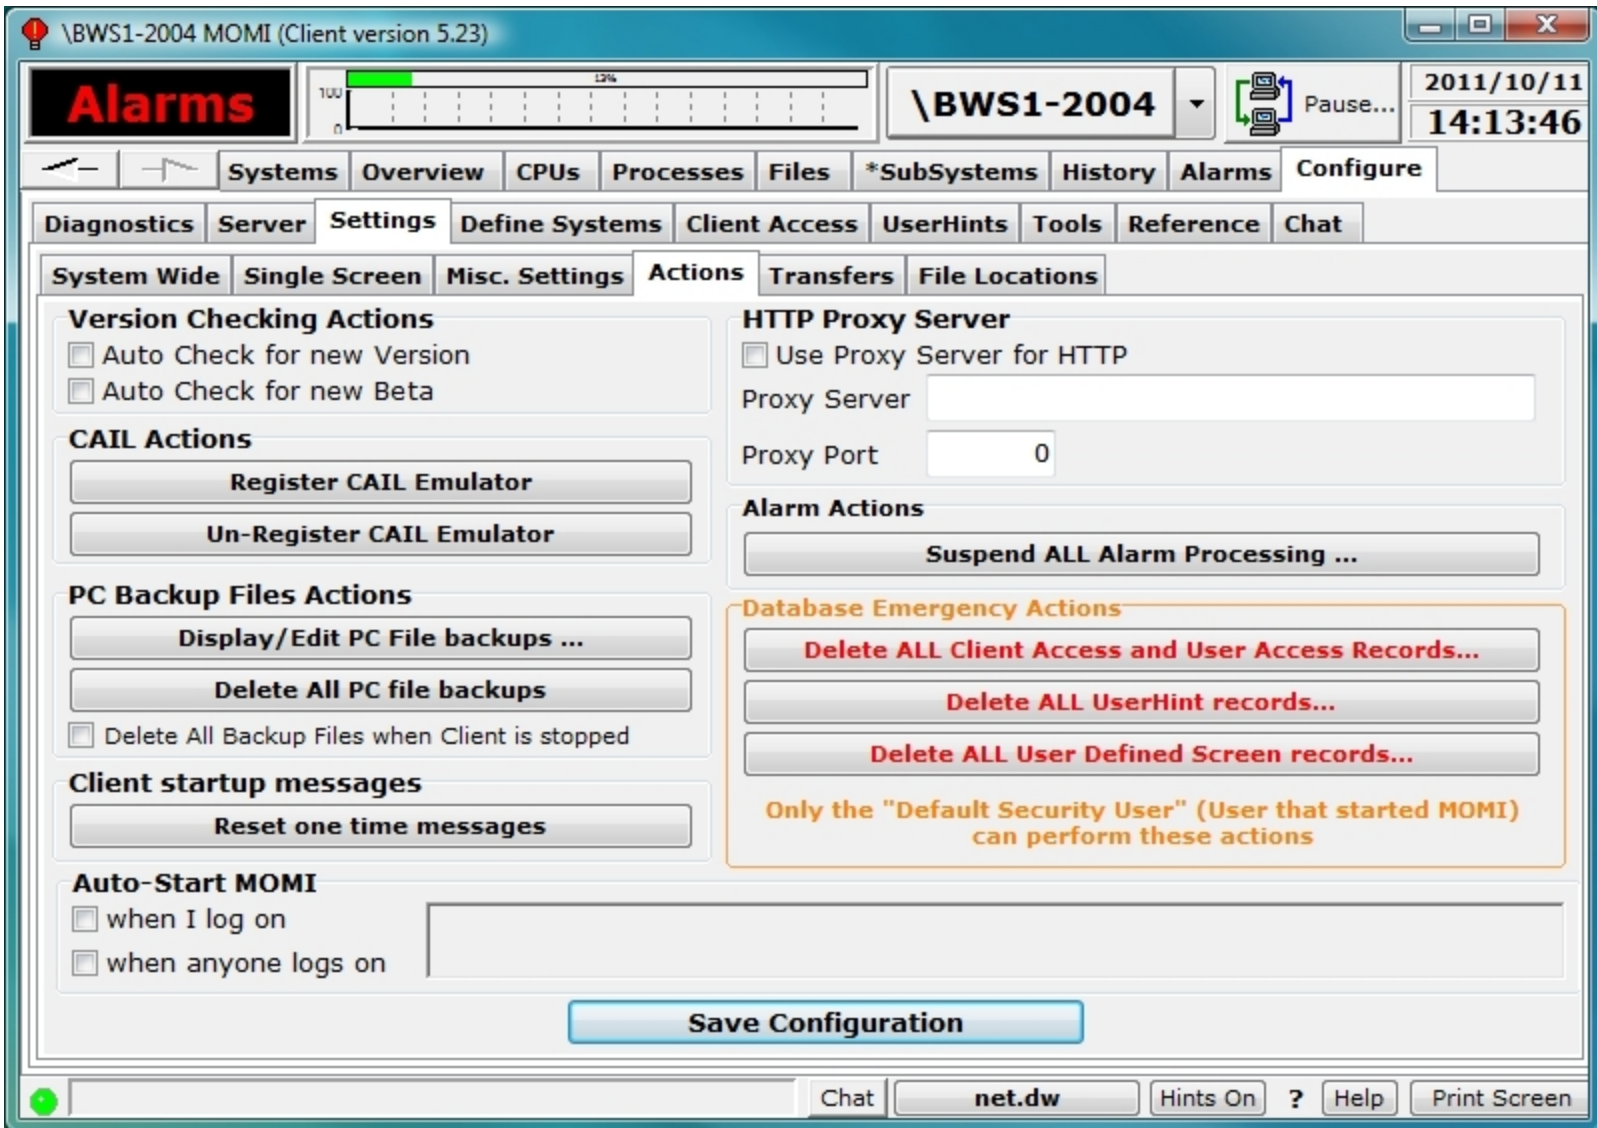 \BWS1-2004 MOMI (Client version 5.23)
Alarms
100
0
13%
\BWS1-2004
Pause...
2011/10/11
14:13:46
Systems Overview CPUs Processes Files *SubSystems History Alarms Configure
Diagnostics Server Settings Define Systems Client Access UserHints Tools Reference Chat
System Wide Single Screen Misc. Settings Actions Transfers File Locations
Version Checking Actions
Auto Check for new Version
Auto Check for new Beta
CAIL Actions
Register CAIL Emulator
Un-Register CAIL Emulator
PC Backup Files Actions
Display/Edit PC File backups ...
Delete All PC file backups
Delete All Backup Files when Client is stopped
Client startup messages
Reset one time messages
HTTP Proxy Server
Use Proxy Server for HTTP
Proxy Server
Proxy Port 0
Alarm Actions
Suspend ALL Alarm Processing ...
Database Emergency Actions
Delete ALL Client Access and User Access Records...
Delete ALL UserHint records...
Delete ALL User Defined Screen records...
Only the "Default Security User" (User that started MOMI)
can perform these actions
Auto-Start MOMI
when I log on
when anyone logs on
Save Configuration
Chat net.dw Hints On ? Help Print Screen